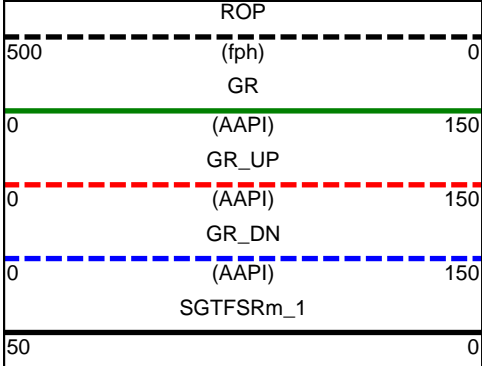 ROP
500 (fph) 0
GR
0 (AAPI) 150
GR_UP
0 (AAPI) 150
GR_DN
0 (AAPI) 150
SGTFSRm_1
50 0